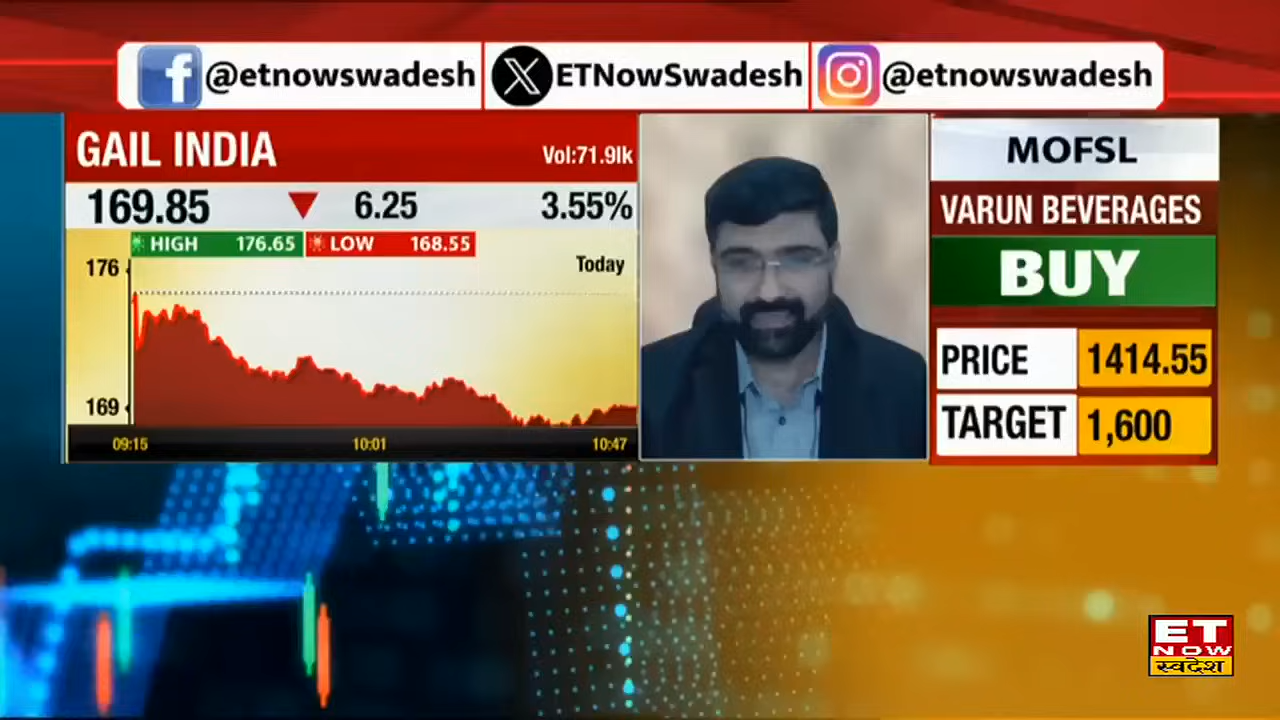 @etnowswadesh
ETNowSwadesh
@etnowswadesh
GAIL INDIA
Vol:71.9lk
169.85 ▼ 6.25 3.55%
HIGH 176.65 LOW 168.55
Today
176
169
09:15 10:01 10:47
MOFSL
VARUN BEVERAGES
BUY
PRICE 1414.55
TARGET 1,600
ET
NOW
स्वदेश